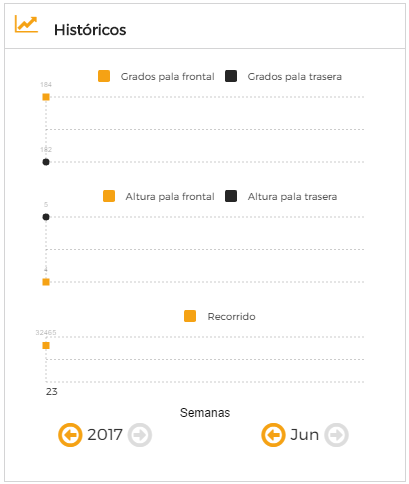 Históricos
Grados pala frontal Grados pala trasera
184
182
Altura pala frontal Altura pala trasera
5
4
Recorrido
32465
23
Semanas
2017 Jun